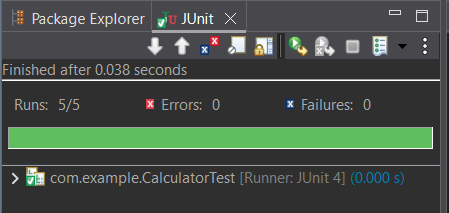 Package Explorer JUnit
Finished after 0.038 seconds
Runs: 5/5 Errors: 0 Failures: 0
com.example.CalculatorTest [Runner: JUnit 4] (0.000 s)